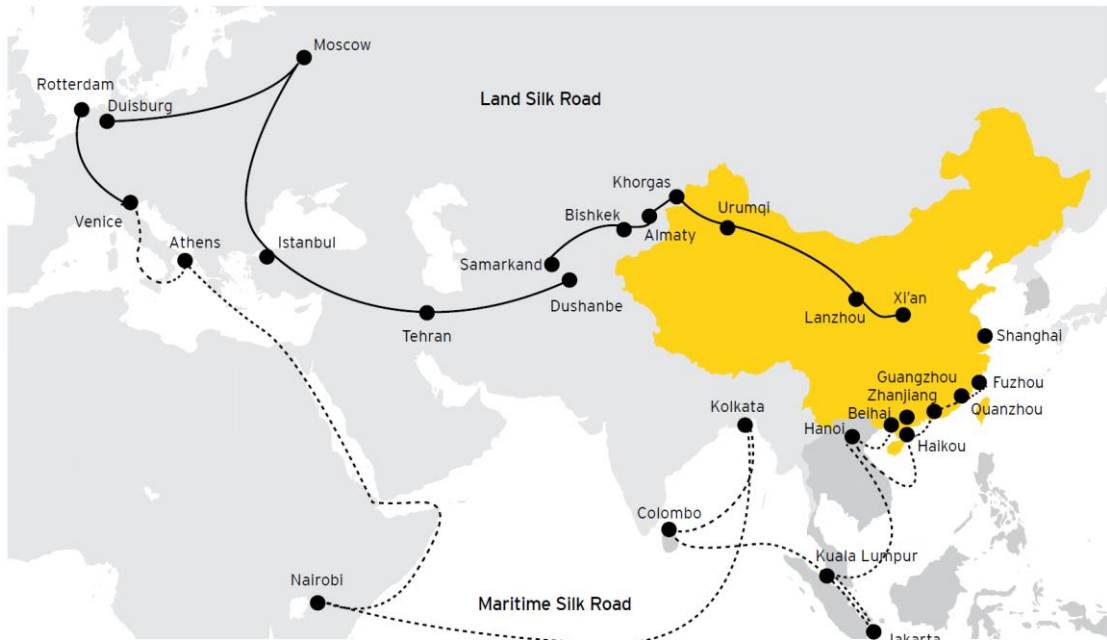 Moscow
Rotterdam
Duisburg
Land Silk Road
Khorgas
Urumqi
Venice
Bishkek
Almaty
Athens
Istanbul
Samarkand
Dushanbe
Xi'an
Lanzhou
Tehran
Shanghai
Guangzhou
Fuzhou
Zhanjiang
Quanzhou
Kolkata
Beihai
Hanoi
Haikou
Colombo
Kuala Lumpur
Nairobi
Maritime Silk Road
Jakarta